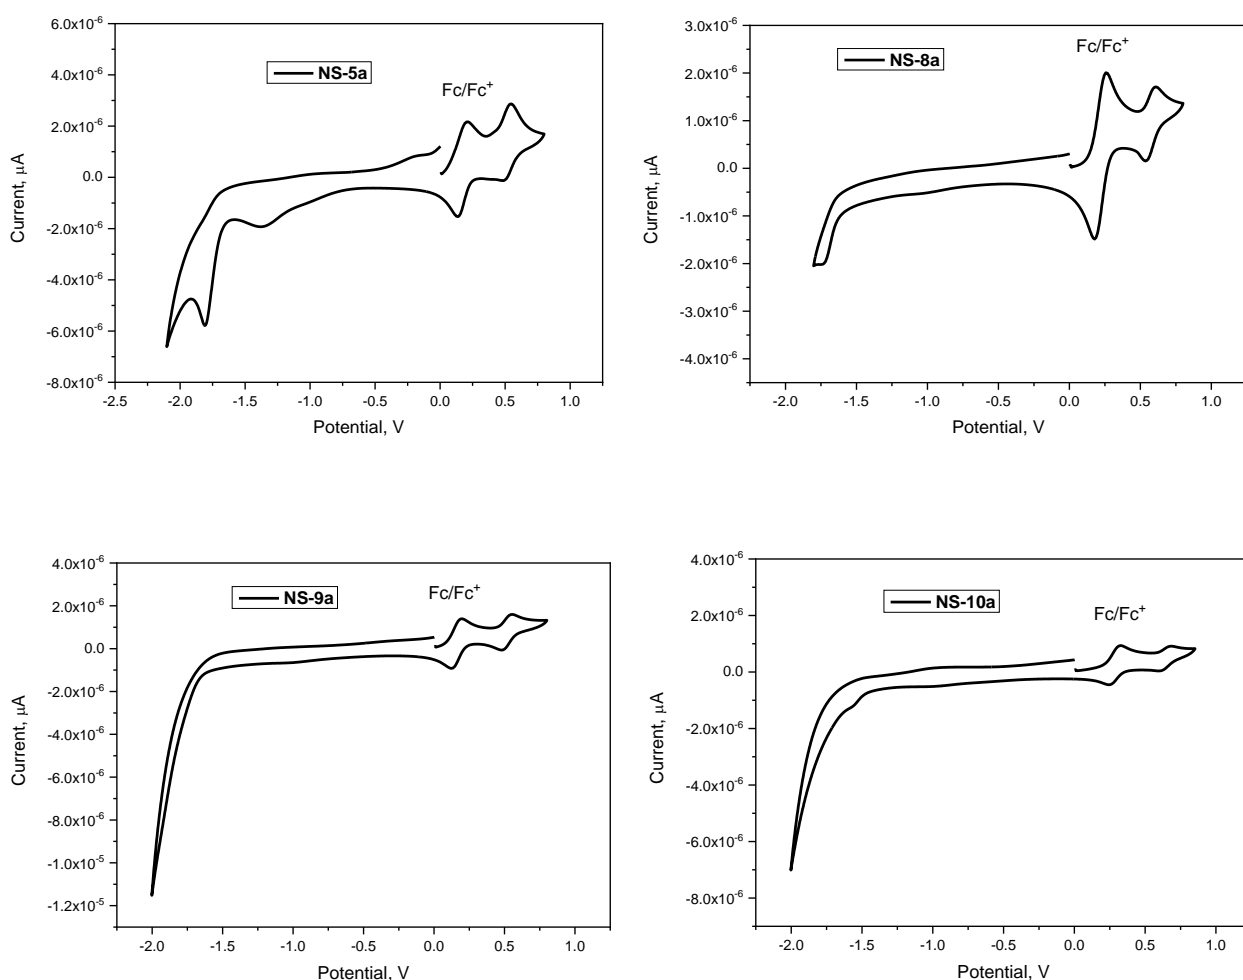 NS-5a
Fc/Fc⁺
6.0x10⁻⁶
4.0x10⁻⁶
2.0x10⁻⁶
0.0
-2.0x10⁻⁶
-4.0x10⁻⁶
-6.0x10⁻⁶
-8.0x10⁻⁶
Current, μA
-2.5 -2.0 -1.5 -1.0 -0.5 0.0 0.5 1.0
Potential, V
NS-8a
Fc/Fc⁺
3.0x10⁻⁶
2.0x10⁻⁶
1.0x10⁻⁶
0.0
-1.0x10⁻⁶
-2.0x10⁻⁶
-3.0x10⁻⁶
-4.0x10⁻⁶
Current, μA
-2.0 -1.5 -1.0 -0.5 0.0 0.5 1.0
Potential, V
NS-9a
Fc/Fc⁺
4.0x10⁻⁶
2.0x10⁻⁶
0.0
-2.0x10⁻⁶
-4.0x10⁻⁶
-6.0x10⁻⁶
-8.0x10⁻⁶
-1.0x10⁻⁵
-1.2x10⁻⁵
Current, μA
-2.0 -1.5 -1.0 -0.5 0.0 0.5 1.0
Potential, V
NS-10a
Fc/Fc⁺
4.0x10⁻⁶
2.0x10⁻⁶
0.0
-2.0x10⁻⁶
-4.0x10⁻⁶
-6.0x10⁻⁶
-8.0x10⁻⁶
Current, μA
-2.0 -1.5 -1.0 -0.5 0.0 0.5 1.0
Potential, V